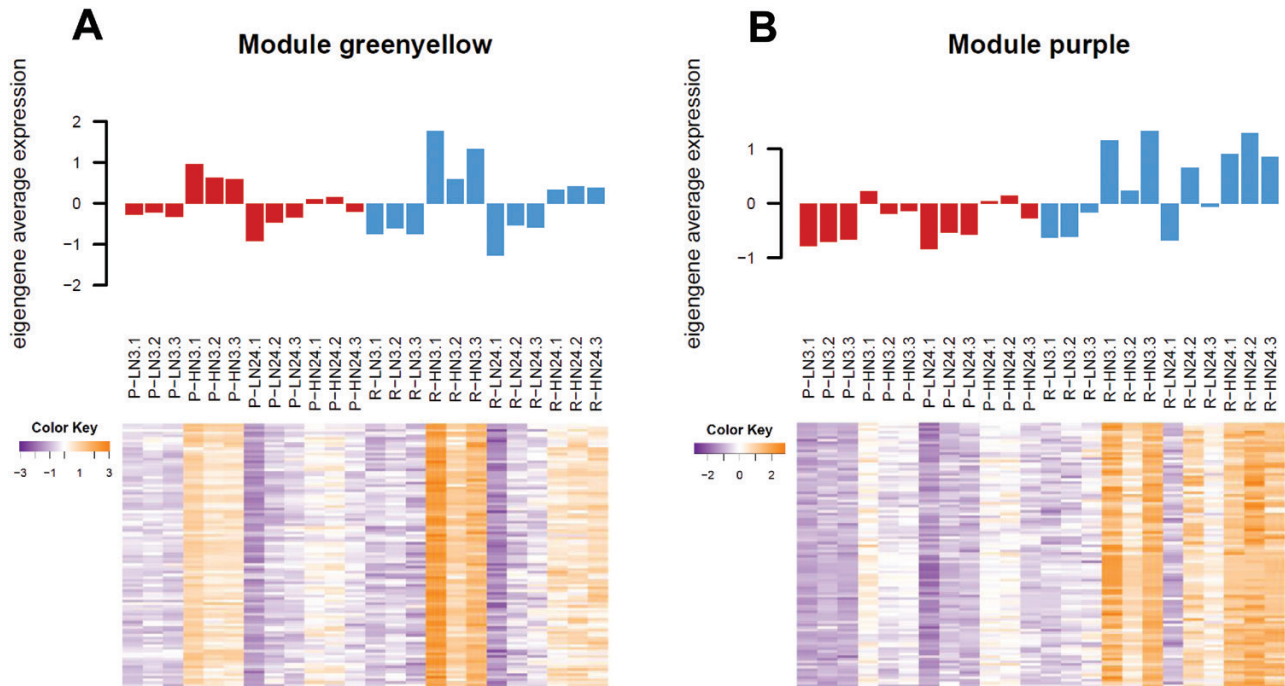 A
Module greenyellow
eigengene average expression
2
1
0
−1
−2
P−LN3.1
P−LN3.2
P−LN3.3
P−HN3.1
P−HN3.2
P−HN3.3
P−LN24.1
P−LN24.2
P−LN24.3
P−HN24.1
P−HN24.2
P−HN24.3
R−LN3.1
R−LN3.2
R−LN3.3
R−HN3.1
R−HN3.2
R−HN3.3
R−LN24.1
R−LN24.2
R−LN24.3
R−HN24.1
R−HN24.2
R−HN24.3
Color Key
−3 −1 1 3
B
Module purple
eigengene average expression
1
0
−1
P−LN3.1
P−LN3.2
P−LN3.3
P−HN3.1
P−HN3.2
P−HN3.3
P−LN24.1
P−LN24.2
P−LN24.3
P−HN24.1
P−HN24.2
P−HN24.3
R−LN3.1
R−LN3.2
R−LN3.3
R−HN3.1
R−HN3.2
R−HN3.3
R−LN24.1
R−LN24.2
R−LN24.3
R−HN24.1
R−HN24.2
R−HN24.3
Color Key
−2 0 2